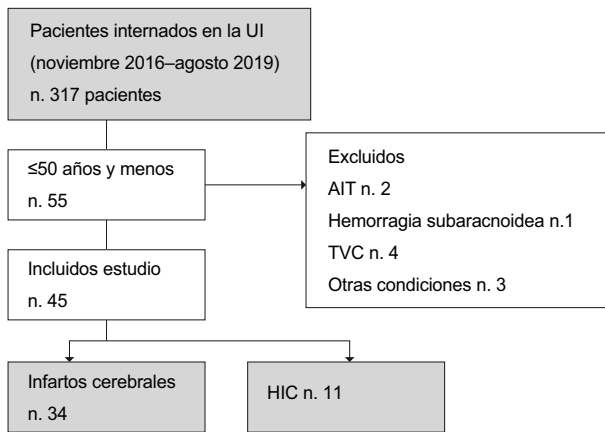 Pacientes internados en la UI
(noviembre 2016–agosto 2019)
n. 317 pacientes
≤50 años y menos
n. 55
Excluidos
AIT n. 2
Hemorragia subaracnoidea n.1
TVC n. 4
Otras condiciones n. 3
Incluidos estudio
n. 45
Infartos cerebrales
n. 34
HIC n. 11